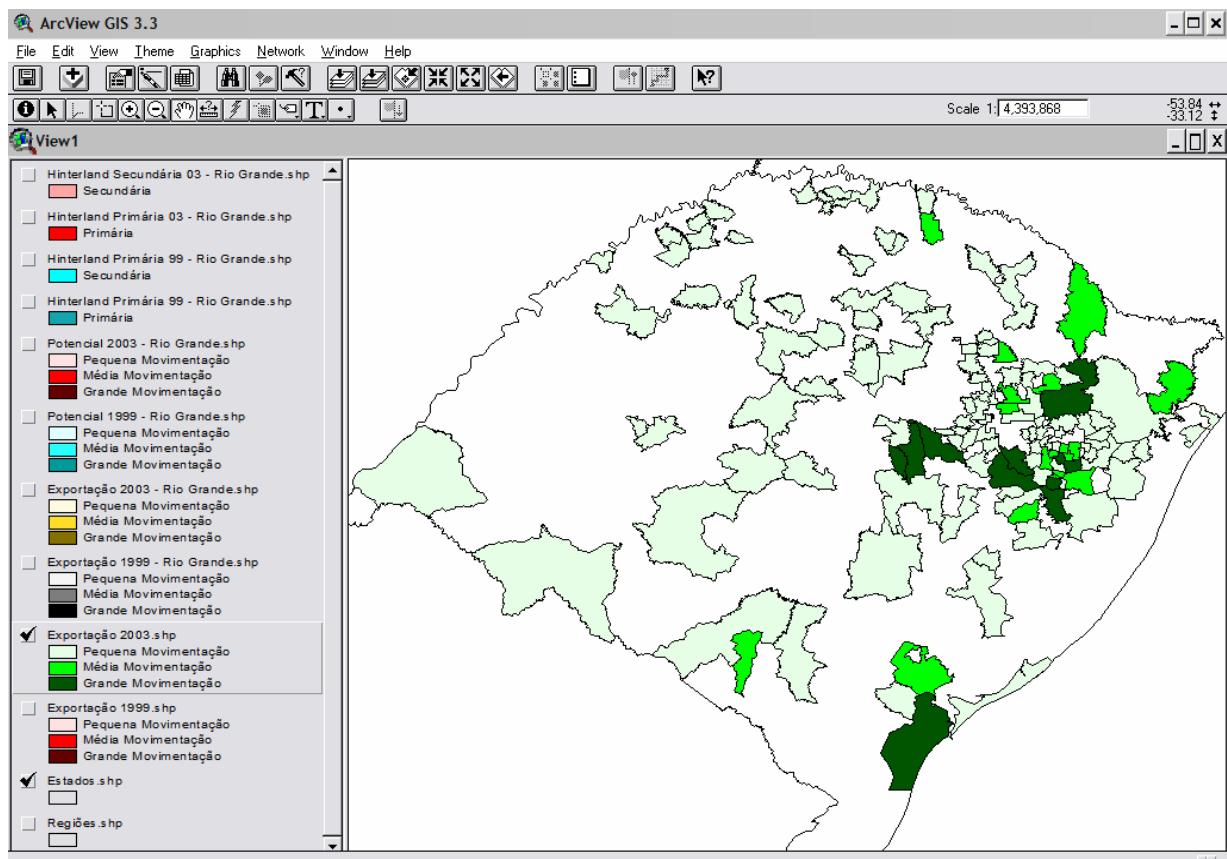 ArcView GIS 3.3
File Edit View Theme Graphics Network Window Help
Scale 1: 4,393,868
-53.84
-33.12
View1
Hinterland Secundária 03 - Rio Grande.shp
Secundária
Hinterland Primária 03 - Rio Grande.shp
Primária
Hinterland Primária 99 - Rio Grande.shp
Secundária
Hinterland Primária 99 - Rio Grande.shp
Primária
Potencial 2003 - Rio Grande.shp
Pequena Movimentação
Média Movimentação
Grande Movimentação
Potencial 1999 - Rio Grande.shp
Pequena Movimentação
Média Movimentação
Grande Movimentação
Exportação 2003 - Rio Grande.shp
Pequena Movimentação
Média Movimentação
Grande Movimentação
Exportação 1999 - Rio Grande.shp
Pequena Movimentação
Média Movimentação
Grande Movimentação
Exportação 2003.shp
Pequena Movimentação
Média Movimentação
Grande Movimentação
Exportação 1999.shp
Pequena Movimentação
Média Movimentação
Grande Movimentação
Estados.shp
Regiões.shp